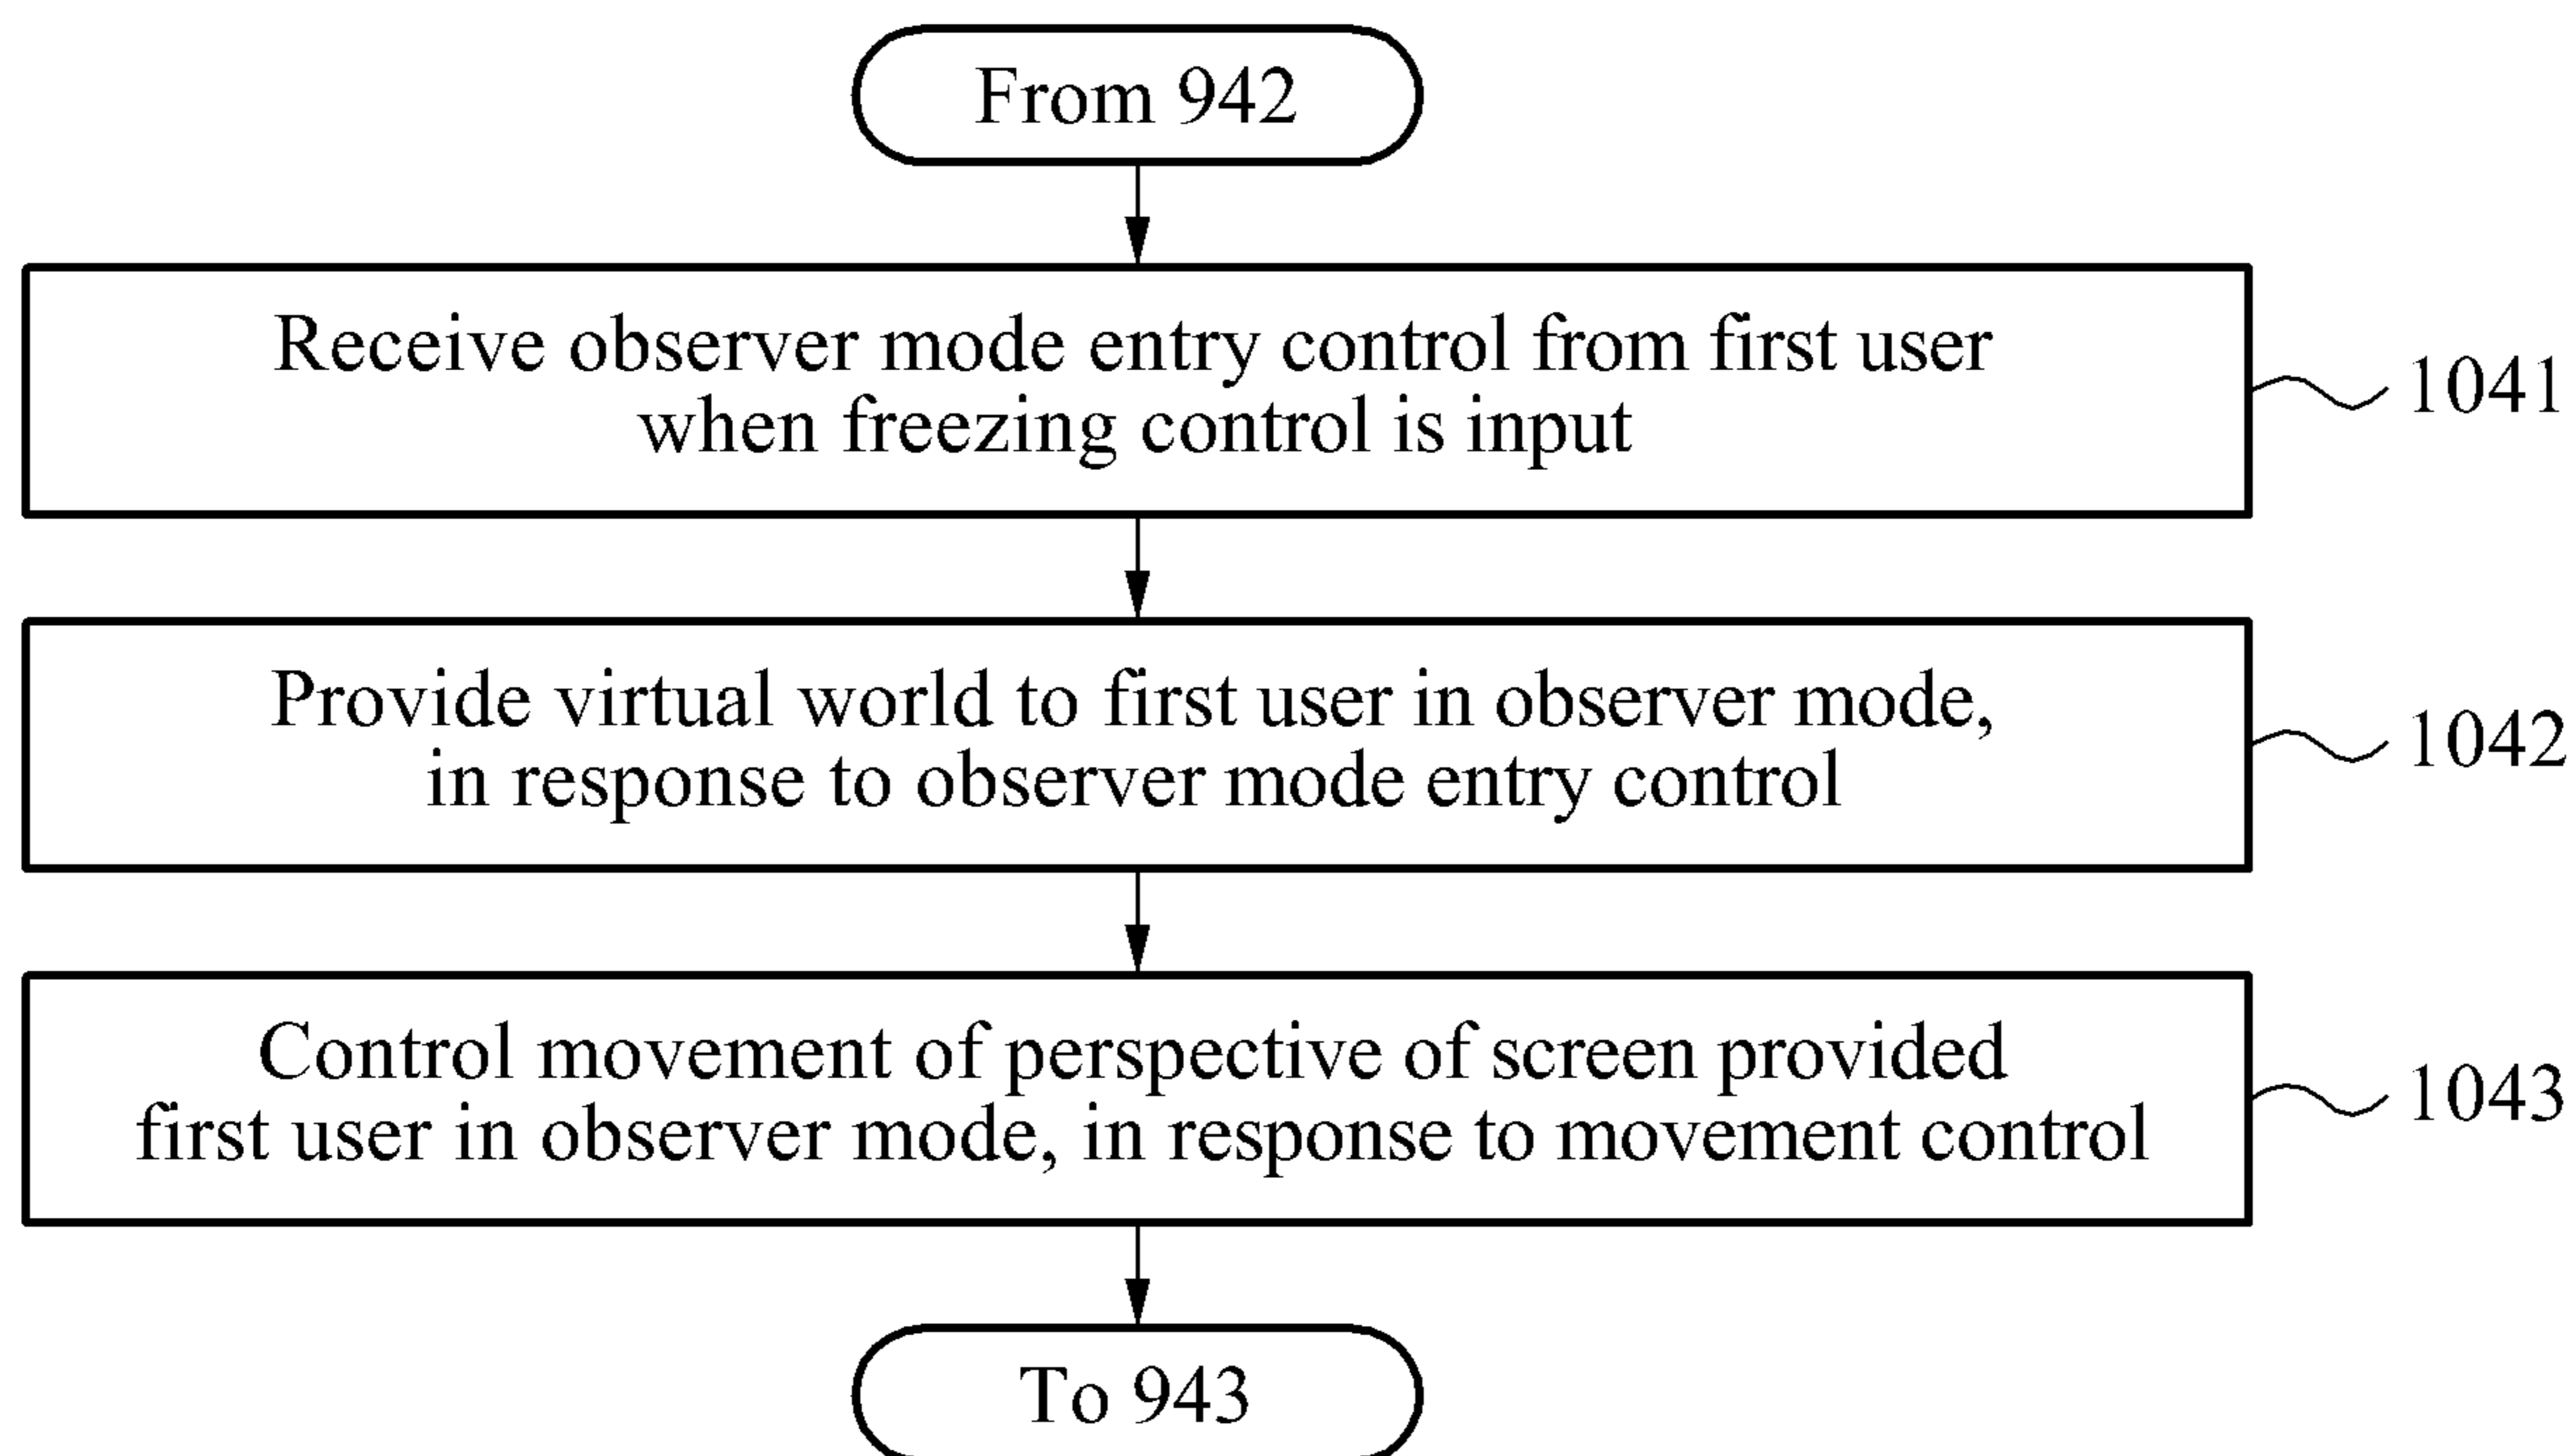 From 942
Receive observer mode entry control from first user
when freezing control is input
1041
Provide virtual world to first user in observer mode,
in response to observer mode entry control
1042
Control movement of perspective of screen provided
first user in observer mode, in response to movement control
1043
To 943